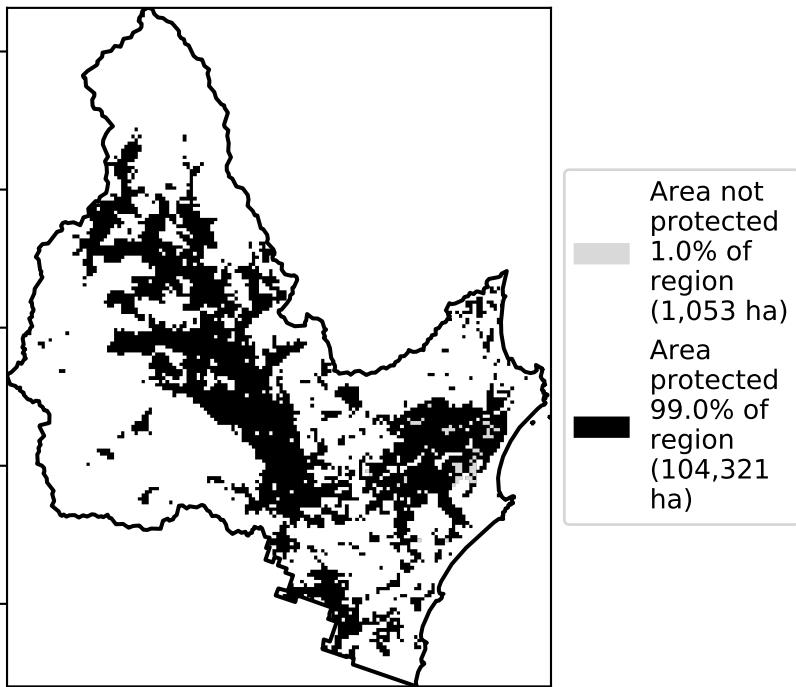 Area not
protected
1.0% of
region
(1,053 ha)
Area
protected
99.0% of
region
(104,321
ha)